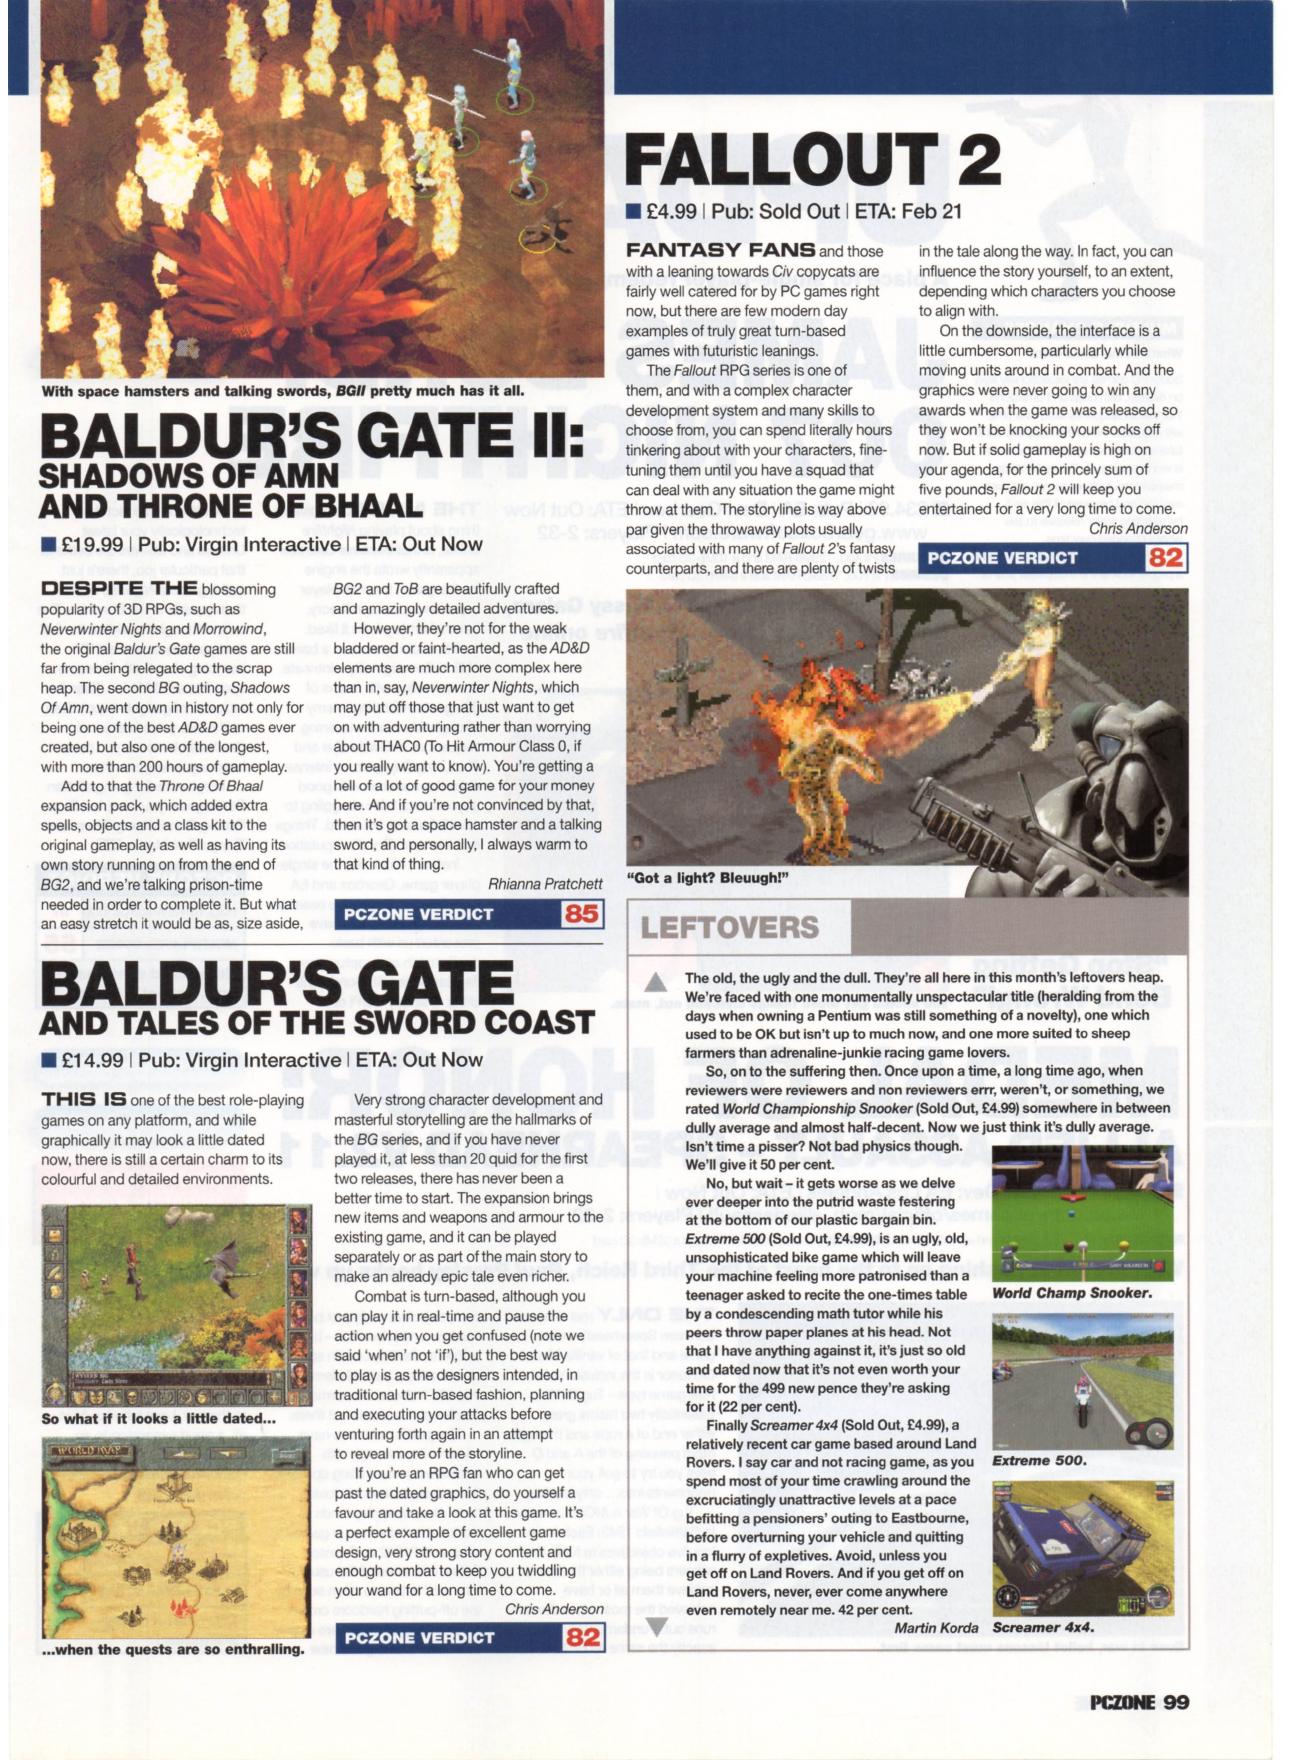 With space hamsters and talking swords, BGII pretty much has it all.
BALDUR'S GATE II:
SHADOWS OF AMN
AND THRONE OF BHAAL
£19.99 | Pub: Virgin Interactive | ETA: Out Now
DESPITE THE blossoming
popularity of 3D RPGs, such as
Neverwinter Nights and Morrowind,
the original Baldur's Gate games are still
far from being relegated to the scrap
heap. The second BG outing, Shadows
Of Amn, went down in history not only for
being one of the best AD&D games ever
created, but also one of the longest,
with more than 200 hours of gameplay.
Add to that the Throne Of Bhaal
expansion pack, which added extra
spells, objects and a class kit to the
original gameplay, as well as having its
own story running on from the end of
BG2, and we're talking prison-time
needed in order to complete it. But what
an easy stretch it would be as, size aside,
BG2 and ToB are beautifully crafted
and amazingly detailed adventures.
However, they're not for the weak
bladdered or faint-hearted, as the AD&D
elements are much more complex here
than in, say, Neverwinter Nights, which
may put off those that just want to get
on with adventuring rather than worrying
about THAC0 (To Hit Armour Class 0, if
you really want to know). You're getting a
hell of a lot of good game for your money
here. And if you're not convinced by that,
then it's got a space hamster and a talking
sword, and personally, I always warm to
that kind of thing.
Rhianna Pratchett
PCZONE VERDICT 85
BALDUR'S GATE
AND TALES OF THE SWORD COAST
£14.99 | Pub: Virgin Interactive | ETA: Out Now
THIS IS one of the best role-playing
games on any platform, and while
graphically it may look a little dated
now, there is still a certain charm to its
colourful and detailed environments.
So what if it looks a little dated...
WORLD MAP
...when the quests are so enthralling.
Very strong character development and
masterful storytelling are the hallmarks of
the BG series, and if you have never
played it, at less than 20 quid for the first
two releases, there has never been a
better time to start. The expansion brings
new items and weapons and armour to the
existing game, and it can be played
separately or as part of the main story to
make an already epic tale even richer.
Combat is turn-based, although you
can play it in real-time and pause the
action when you get confused (note we
said 'when' not 'if'), but the best way
to play is as the designers intended, in
traditional turn-based fashion, planning
and executing your attacks before
venturing forth again in an attempt
to reveal more of the storyline.
If you're an RPG fan who can get
past the dated graphics, do yourself a
favour and take a look at this game. It's
a perfect example of excellent game
design, very strong story content and
enough combat to keep you twiddling
your wand for a long time to come.
Chris Anderson
PCZONE VERDICT 82
FALLOUT 2
£4.99 | Pub: Sold Out | ETA: Feb 21
FANTASY FANS and those
with a leaning towards Civ copycats are
fairly well catered for by PC games right
now, but there are few modern day
examples of truly great turn-based
games with futuristic leanings.
The Fallout RPG series is one of
them, and with a complex character
development system and many skills to
choose from, you can spend literally hours
tinkering about with your characters, fine-
tuning them until you have a squad that
can deal with any situation the game might
throw at them. The storyline is way above
par given the throwaway plots usually
associated with many of Fallout 2's fantasy
counterparts, and there are plenty of twists
in the tale along the way. In fact, you can
influence the story yourself, to an extent,
depending which characters you choose
to align with.
On the downside, the interface is a
little cumbersome, particularly while
moving units around in combat. And the
graphics were never going to win any
awards when the game was released, so
they won't be knocking your socks off
now. But if solid gameplay is high on
your agenda, for the princely sum of
five pounds, Fallout 2 will keep you
entertained for a very long time to come.
Chris Anderson
PCZONE VERDICT 82
"Got a light? Bleuugh!"
LEFTOVERS
The old, the ugly and the dull. They're all here in this month's leftovers heap.
We're faced with one monumentally unspectacular title (heralding from the
days when owning a Pentium was still something of a novelty), one which
used to be OK but isn't up to much now, and one more suited to sheep
farmers than adrenaline-junkie racing game lovers.
So, on to the suffering then. Once upon a time, a long time ago, when
reviewers were reviewers and non reviewers errr, weren't, or something, we
rated World Championship Snooker (Sold Out, £4.99) somewhere in between
dully average and almost half-decent. Now we just think it's dully average.
Isn't time a pisser? Not bad physics though.
We'll give it 50 per cent.
No, but wait – it gets worse as we delve
ever deeper into the putrid waste festering
at the bottom of our plastic bargain bin.
Extreme 500 (Sold Out, £4.99), is an ugly, old,
unsophisticated bike game which will leave
your machine feeling more patronised than a
teenager asked to recite the one-times table
by a condescending math tutor while his
peers throw paper planes at his head. Not
that I have anything against it, it's just so old
and dated now that it's not even worth your
time for the 499 new pence they're asking
for it (22 per cent).
Finally Screamer 4x4 (Sold Out, £4.99), a
relatively recent car game based around Land
Rovers. I say car and not racing game, as you
spend most of your time crawling around the
excruciatingly unattractive levels at a pace
befitting a pensioners' outing to Eastbourne,
before overturning your vehicle and quitting
in a flurry of expletives. Avoid, unless you
get off on Land Rovers. And if you get off on
Land Rovers, never, ever come anywhere
even remotely near me. 42 per cent.
Martin Korda
World Champ Snooker.
Extreme 500.
Screamer 4x4.
PCZONE 99